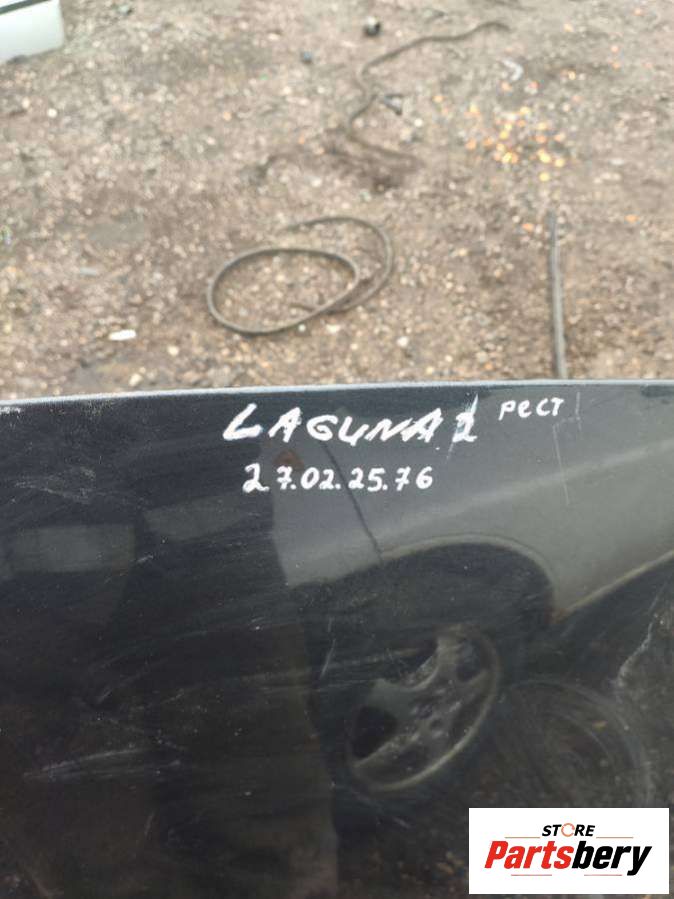 LAGUNA 2 рест
27.02.25.76
STORE
Partsbery